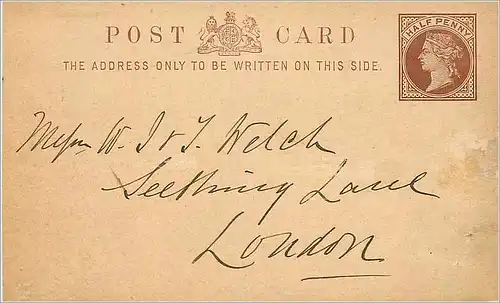 HALF PENNY
POST CARD
THE ADDRESS ONLY TO BE WRITTEN ON THIS SIDE.
Messrs W. J & T. Welch
Seething Lane
London